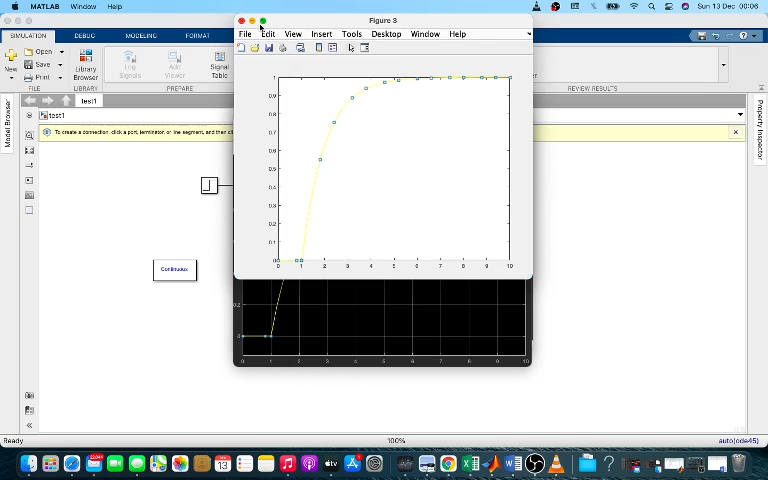 MATLAB Window Help
Sun 13 Dec 00:06
Figure 3
SIMULATION DEBUG MODELING FORMAT
File Edit View Insert Tools Desktop Window Help
New
Open
Save
Print
Library
Browser
Log
Signals
Add
Viewer
Signal
Table
FILE LIBRARY PREPARE REVIEW RESULTS
test1
Model Browser
test1
Property Inspector
To create a connection, click a port, terminator, or line segment, and then cli
1
0.9
0.8
0.7
0.6
0.5
0.4
0.3
0.2
0.1
0
0 1 2 3 4 5 6 7 8 9 10
Continuous
0.2
0
0 1 2 3 4 5 6 7 8 9 10
Ready 100% auto(ode45)